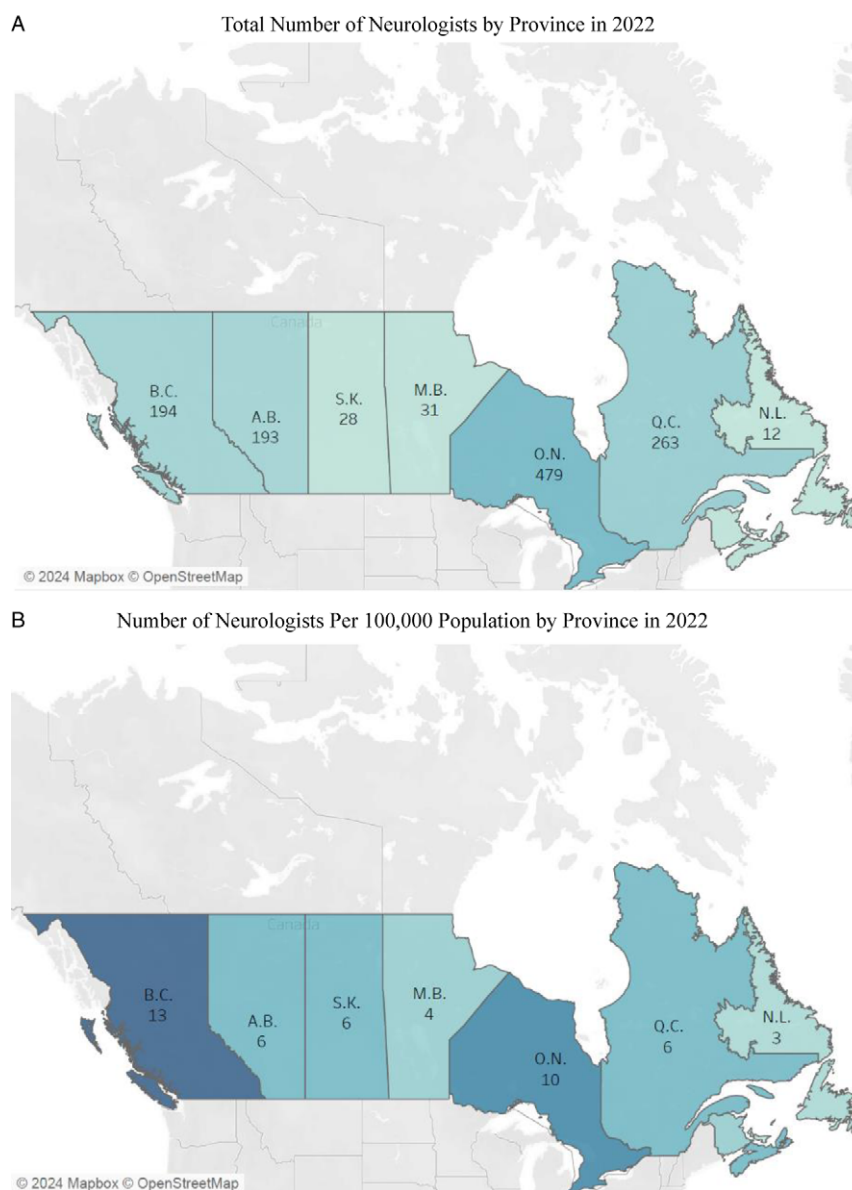 A
Total Number of Neurologists by Province in 2022
Canada
B.C.
194
A.B.
193
S.K.
28
M.B.
31
O.N.
479
Q.C.
263
N.L.
12
© 2024 Mapbox © OpenStreetMap
B
Number of Neurologists Per 100,000 Population by Province in 2022
Canada
B.C.
13
A.B.
6
S.K.
6
M.B.
4
O.N.
10
Q.C.
6
N.L.
3
© 2024 Mapbox © OpenStreetMap